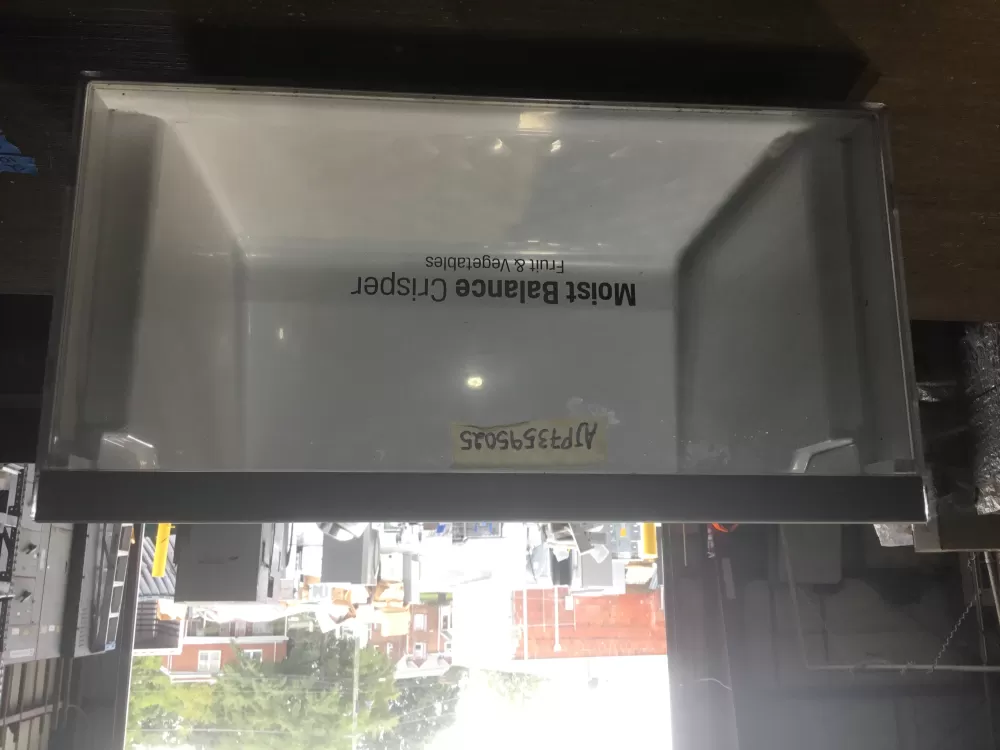 Moist Balance Crisper
Fruit & Vegetables
AJP73595025